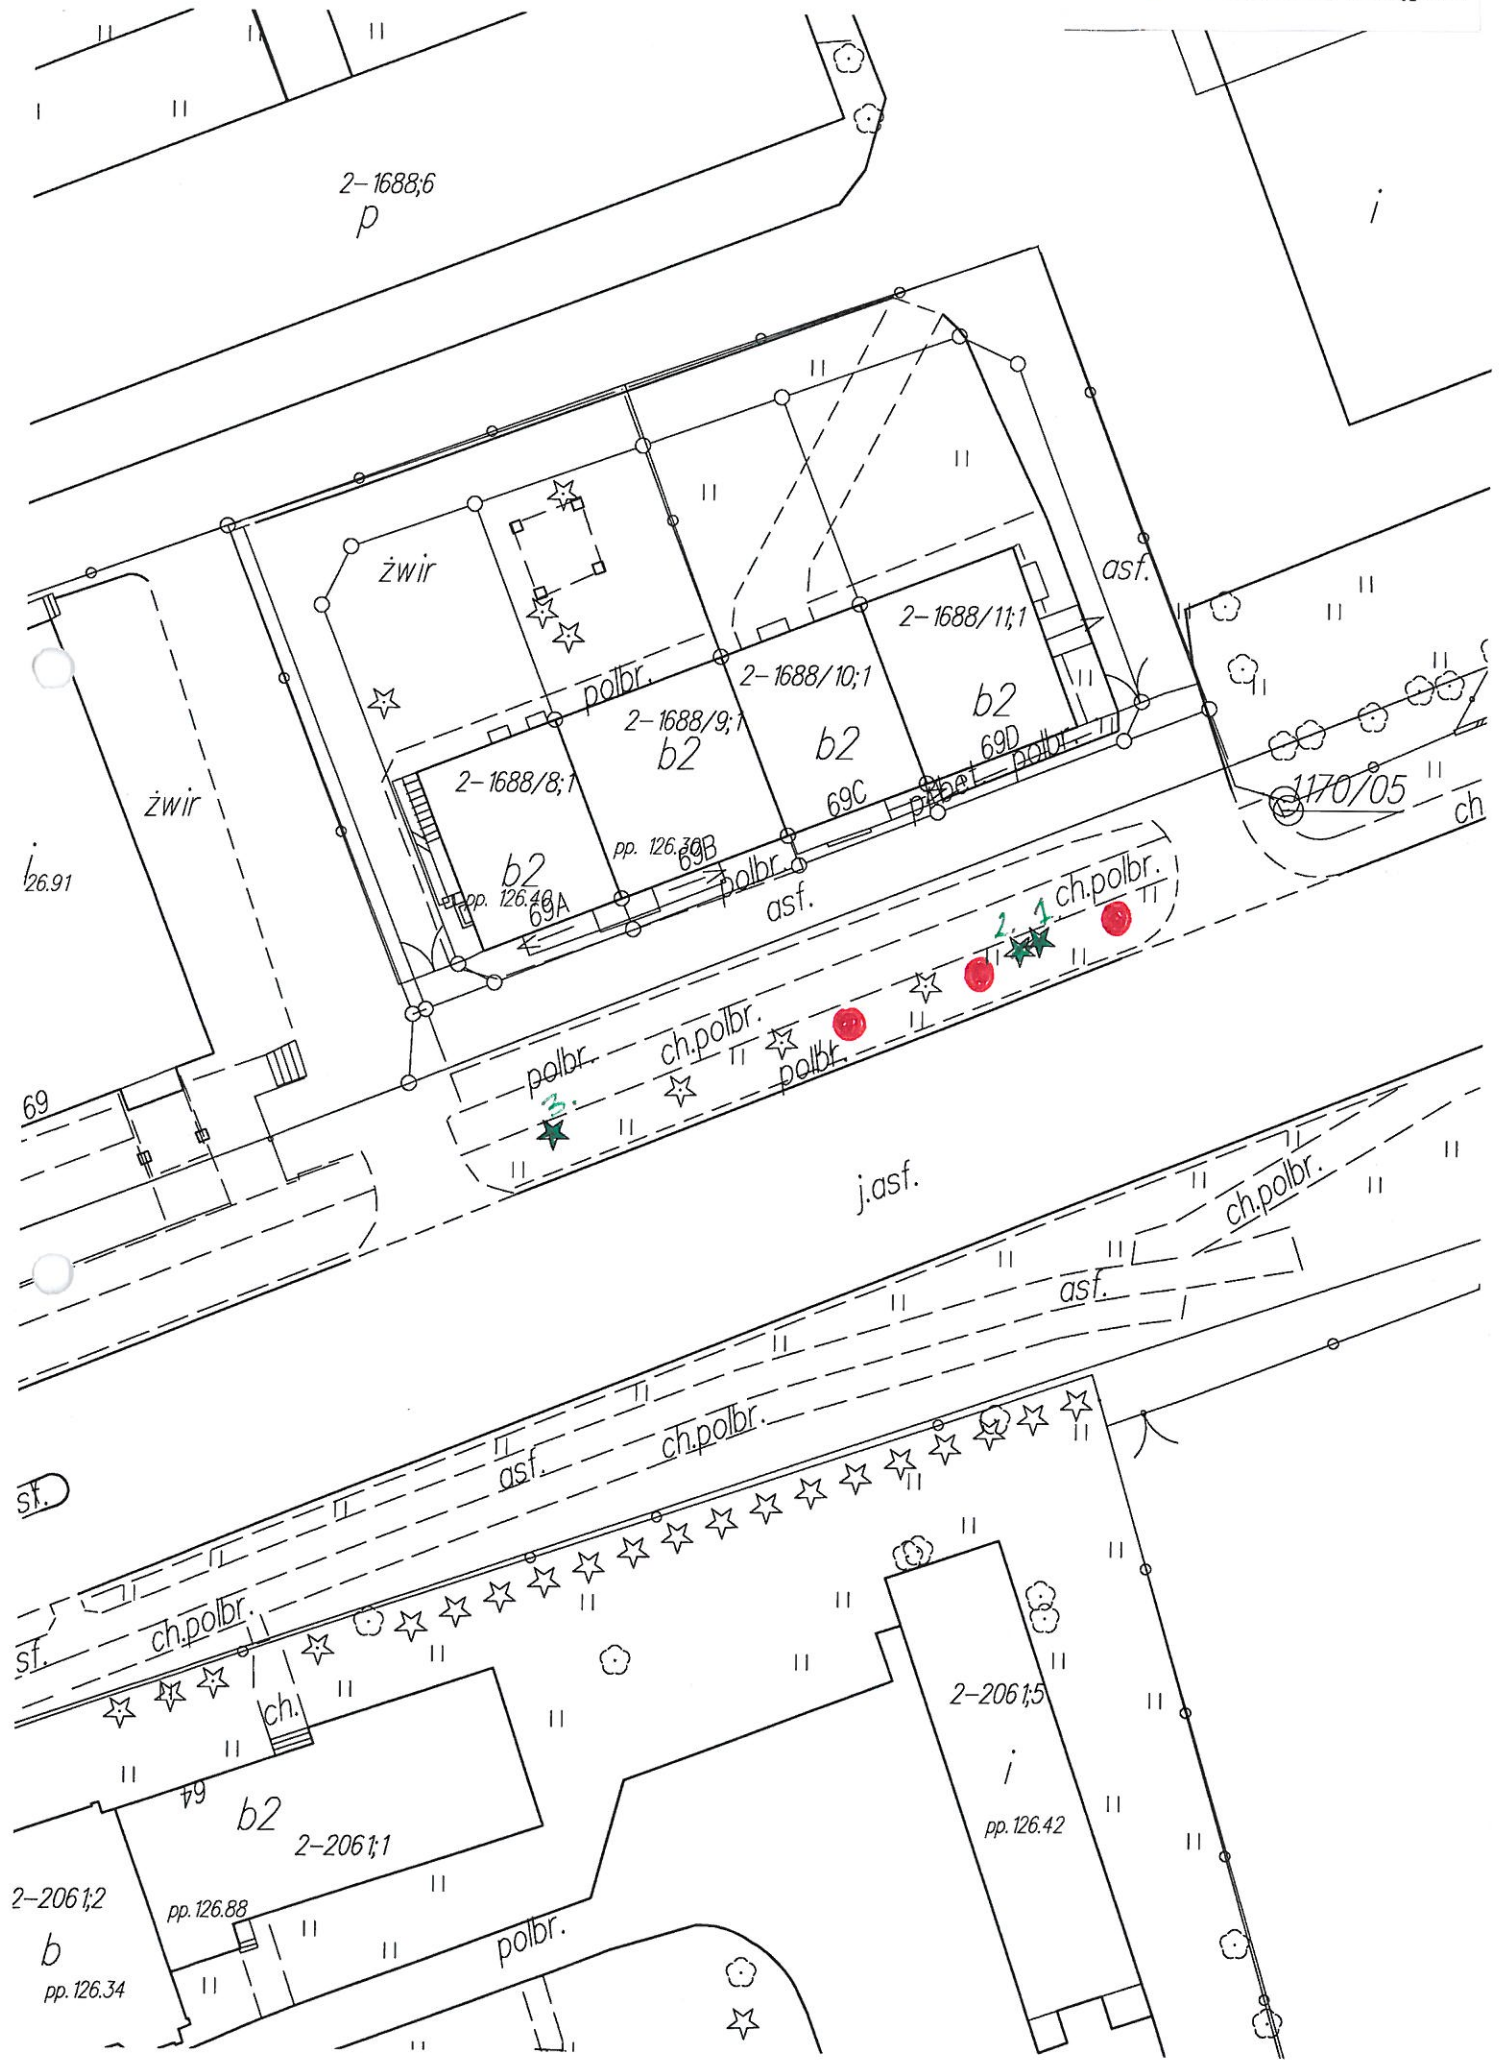 2-1688;6
p
i
żwir
asf.
2-1688/11;1
2-1688/10;1
polbr.
2-1688/9;1
b2
b2
b2
69D
polbr.
1170/05
ch
2-1688/8;1
69C
żwir
i
26.91
pp. 126.30
69B
b2
pp. 126.40
69A
polbr.
asf.
ch.polbr.
2. 1.
ch.polbr.
polbr.
polbr.
3.
69
j.asf.
ch.polbr.
asf.
ch.polbr.
asf.
ch.polbr.
sf.
ch.
2-2061;5
i
64
b2
2-2061;1
pp.126.42
2-2061;2
pp.126.88
b
polbr.
pp.126.34